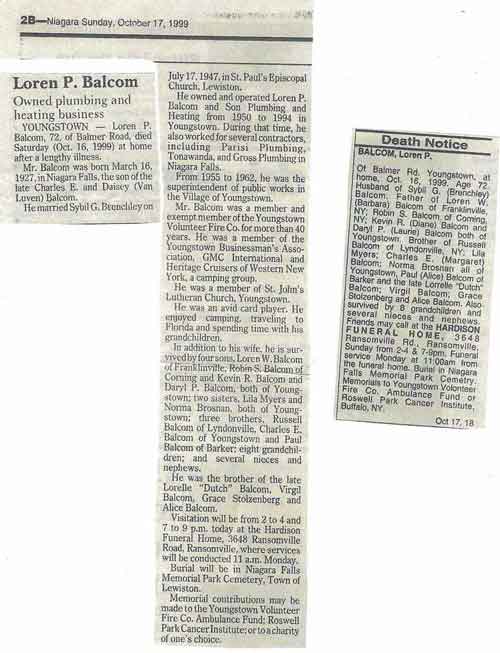 2B—Niagara Sunday, October 17, 1999
Loren P. Balcom
Owned plumbing and
heating business
YOUNGSTOWN — Loren P.
Balcom, 72, of Balmer Road, died
Saturday (Oct. 16, 1999) at home
after a lengthy illness.
Mr. Balcom was born March 16,
1927, in Niagara Falls, the son of the
late Charles E. and Daisey (Van
Luven) Balcom.
He married Sybil G. Brenchley on
July 17, 1947, in St. Paul's Episcopal
Church, Lewiston.
He owned and operated Loren P.
Balcom and Son Plumbing and
Heating from 1950 to 1994 in
Youngstown. During that time, he
also worked for several contractors,
including Parisi Plumbing,
Tonawanda, and Gross Plumbing in
Niagara Falls.
From 1955 to 1962, he was the
superintendent of public works in
the Village of Youngstown.
Mr. Balcom was a member and
exempt member of the Youngstown
Volunteer Fire Co. for more than 40
years. He was a member of the
Youngstown Businessman's Asso-
ciation, GMC International and
Heritage Cruisers of Western New
York, a camping group.
He was a member of St. John's
Lutheran Church, Youngstown.
He was an avid card player. He
enjoyed camping, traveling to
Florida and spending time with his
grandchildren.
In addition to his wife, he is sur-
vived by four sons, Loren W. Balcom
of Franklinville, Robin S. Balcom of
Corning and Kevin R. Balcom and
Daryl P. Balcom, both of Young-
stown; two sisters, Lila Myers and
Norma Brosnan, both of Young-
stown; three brothers, Russell
Balcom of Lyndonville, Charles E.
Balcom of Youngstown and Paul
Balcom of Barker; eight grandchil-
dren; and several nieces and
nephews.
He was the brother of the late
Lorelle "Dutch" Balcom, Virgil
Balcom, Grace Stolzenberg and
Alice Balcom.
Visitation will be from 2 to 4 and
7 to 9 p.m. today at the Hardison
Funeral Home, 3648 Ransomville
Road, Ransomville, where services
will be conducted 11 a.m. Monday.
Burial will be in Niagara Falls
Memorial Park Cemetery, Town of
Lewiston.
Memorial contributions may be
made to the Youngstown Volunteer
Fire Co. Ambulance Fund; Roswell
Park Cancer Institute; or to a charity
of one's choice.
Death Notice
BALCOM, Loren P.
Of Balmer Rd. Youngstown, at
home, Oct. 16, 1999. Age 72.
Husband of Sybil G. (Brenchley)
Balcom; Father of Loren W.
(Barbara) Balcom of Franklinville,
NY; Robin S. Balcom of Corning,
NY; Kevin R. (Diane) Balcom and
Daryl P. (Laurie) Balcom both of
Youngstown; Brother of Russell
Balcom of Lyndonville, NY; Lila
Myers; Charles E. (Margaret)
Balcom; Norma Brosnan all of
Youngstown, Paul (Alice) Balcom of
Barker and the late Lorrelle "Dutch"
Balcom; Virgil Balcom; Grace
Stolzenberg and Alice Balcom. Also
survived by 8 grandchildren and
several nieces and nephews.
Friends may call at the HARDISON
FUNERAL HOME, 3648
Ransomville Rd., Ransomville,
Sunday from 2-4 & 7-9pm. Funeral
service Monday at 11:00am from
the funeral home. Burial in Niagara
Falls Memorial Park Cemetry.
Memorials to Youngstown Volunteer
Fire Co. Ambulance Fund or
Roswell Park Cancer Institute,
Buffalo, NY.
Oct 17, 18